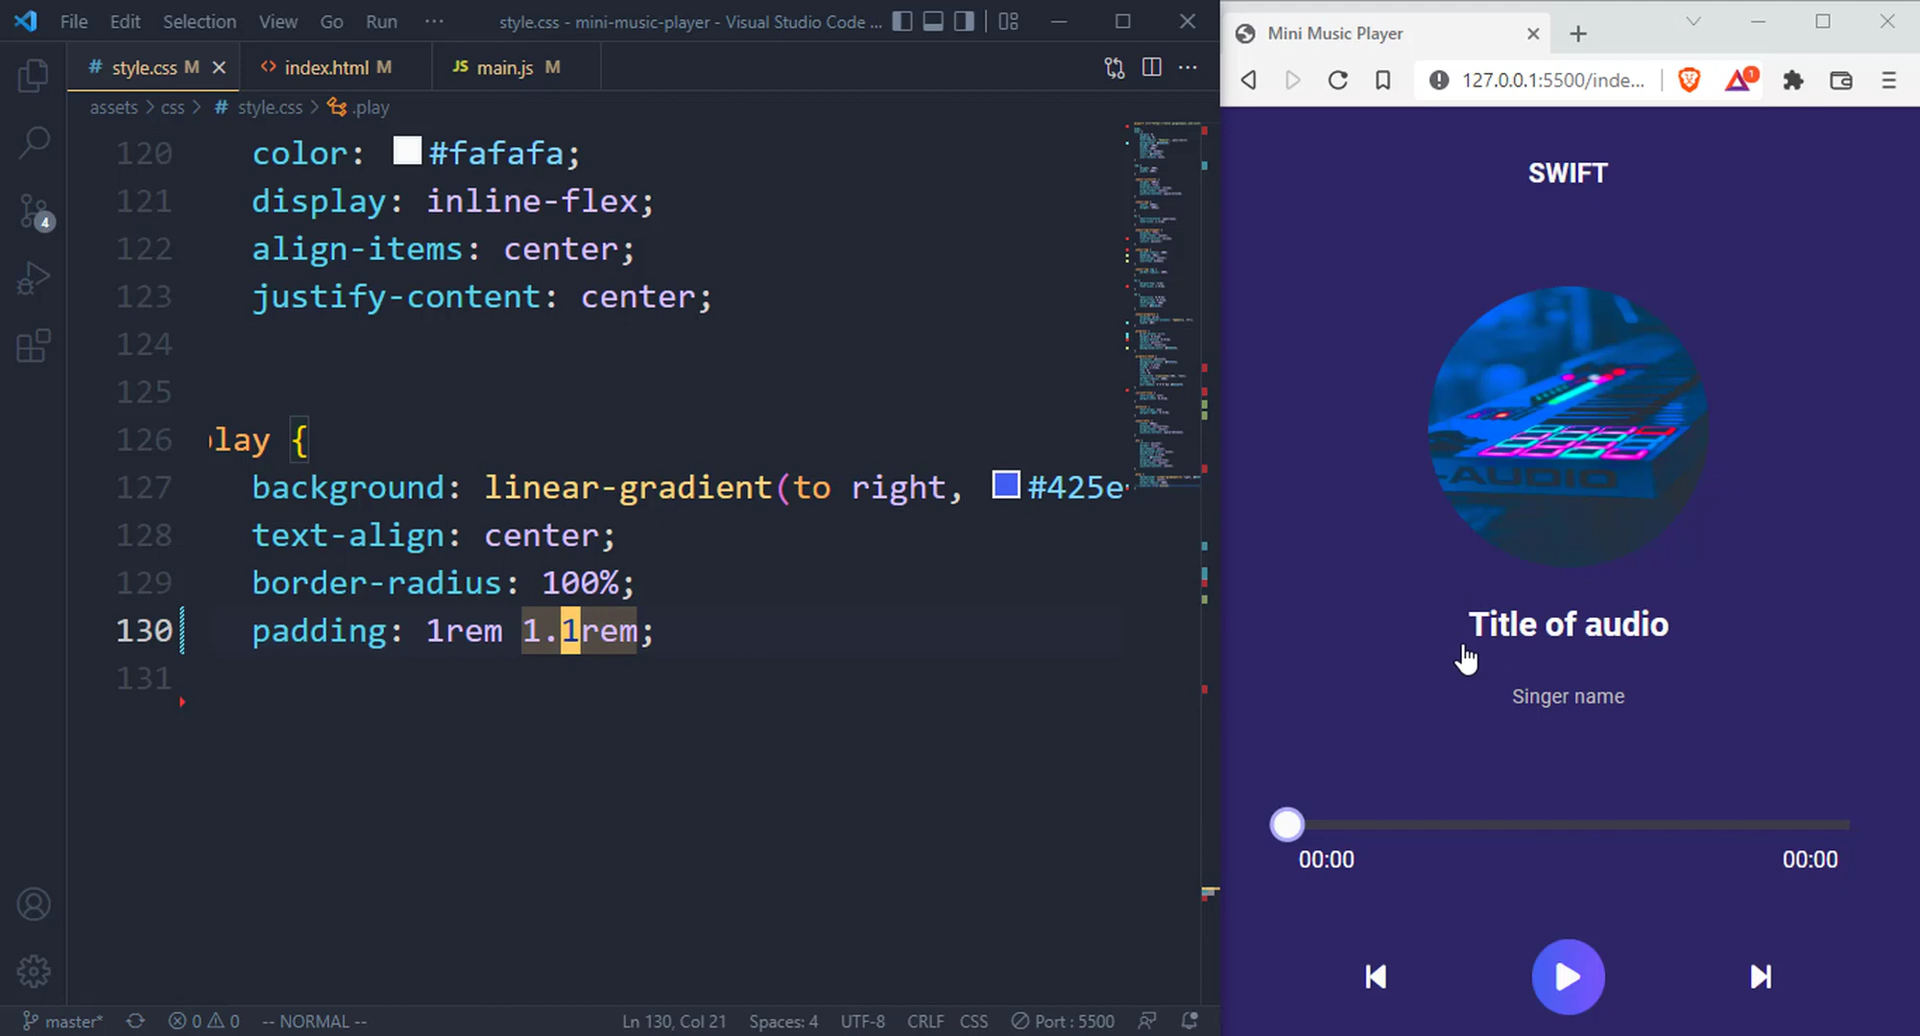 File Edit Selection View Go Run ··· style.css - mini-music-player - Visual Studio Code ...
# style.css M <> index.html M JS main.js M
assets > css > # style.css > .play
120 color: #fafafa;
121 display: inline-flex;
122 align-items: center;
123 justify-content: center;
124
125
126 play {
127 background: linear-gradient(to right, #425e
128 text-align: center;
129 border-radius: 100%;
130 padding: 1rem 1.1rem;
131
4
master* 0 0 -- NORMAL -- Ln 130, Col 21 Spaces: 4 UTF-8 CRLF CSS Port : 5500
Mini Music Player
127.0.0.1:5500/inde... 1
SWIFT
-AUDIO
Title of audio
Singer name
00:00 00:00